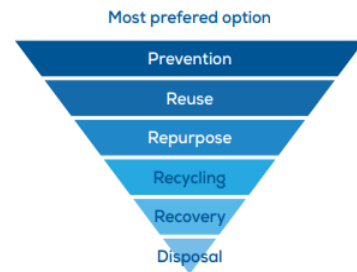 Most prefered option
Prevention
Reuse
Repurpose
Recycling
Recovery
Disposal